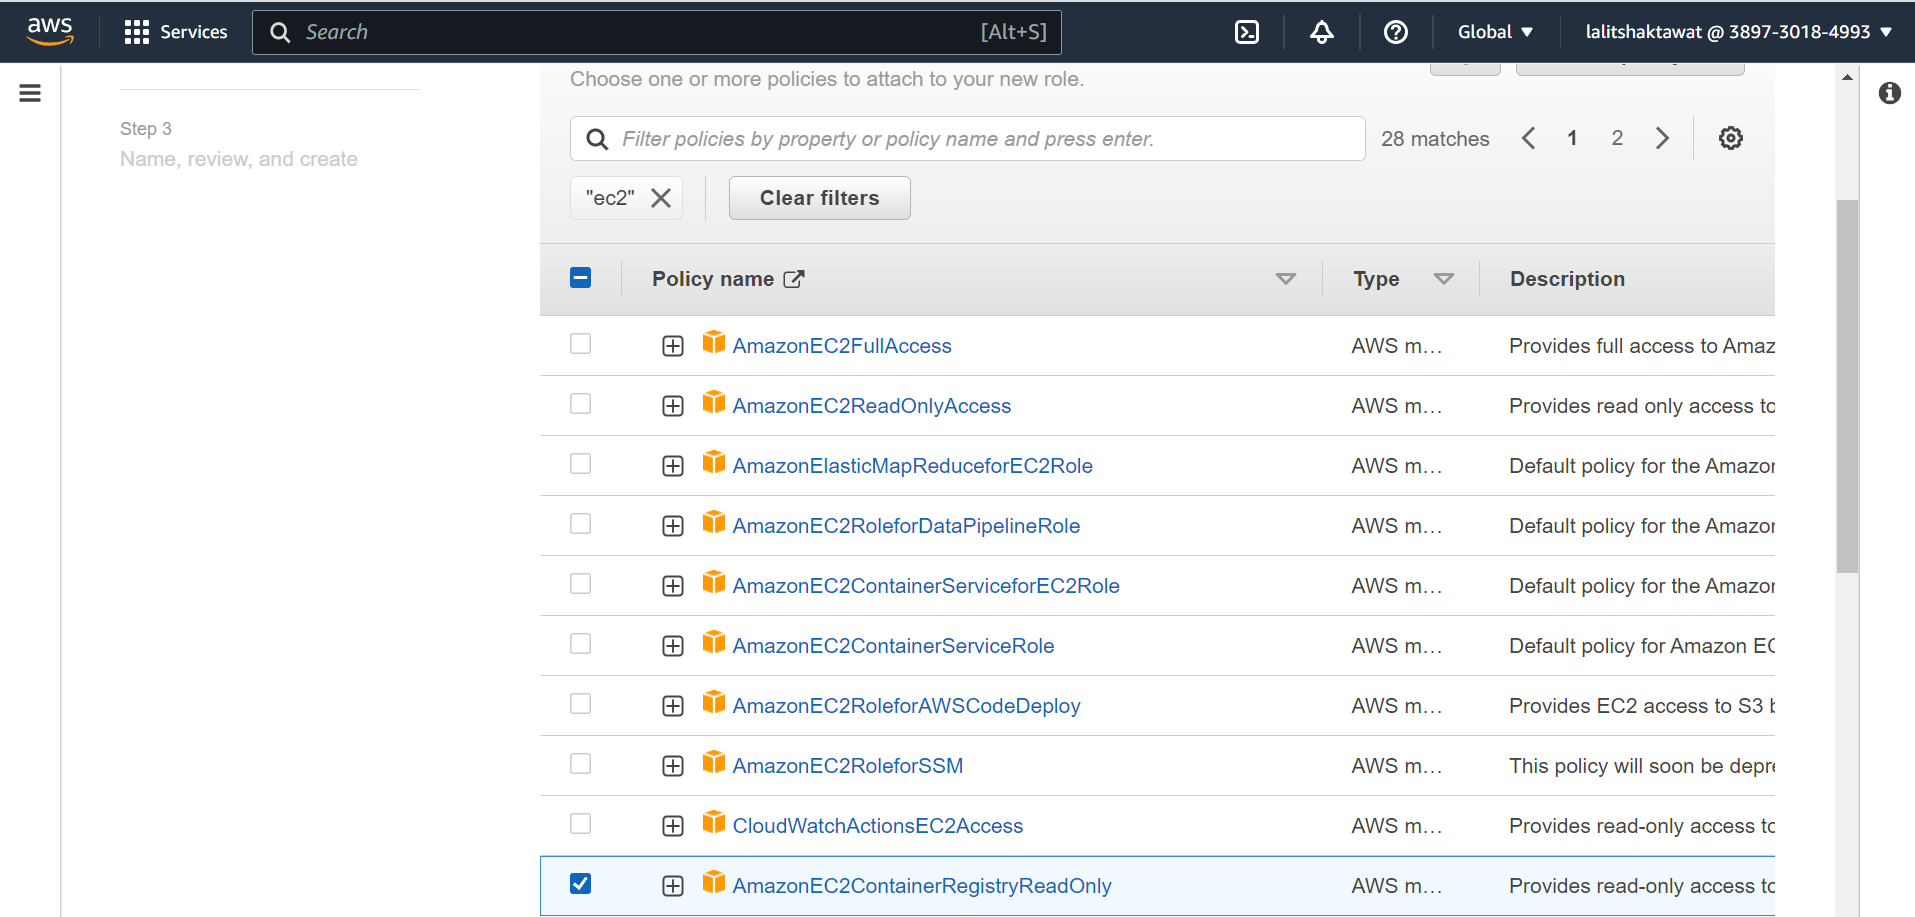 aws
Services
Search
[Alt+S]
Global
lalitshaktawat @ 3897-3018-4993
Choose one or more policies to attach to your new role.
Step 3
Name, review, and create
Filter policies by property or policy name and press enter.
28 matches
1
2
"ec2"
Clear filters
Policy name
Type
Description
AmazonEC2FullAccess AWS m... Provides full access to Amaz
AmazonEC2ReadOnlyAccess AWS m... Provides read only access to
AmazonElasticMapReduceforEC2Role AWS m... Default policy for the Amazon
AmazonEC2RoleforDataPipelineRole AWS m... Default policy for the Amazon
AmazonEC2ContainerServiceforEC2Role AWS m... Default policy for the Amazon
AmazonEC2ContainerServiceRole AWS m... Default policy for Amazon EC
AmazonEC2RoleforAWSCodeDeploy AWS m... Provides EC2 access to S3 b
AmazonEC2RoleforSSM AWS m... This policy will soon be depre
CloudWatchActionsEC2Access AWS m... Provides read-only access to
AmazonEC2ContainerRegistryReadOnly AWS m... Provides read-only access to